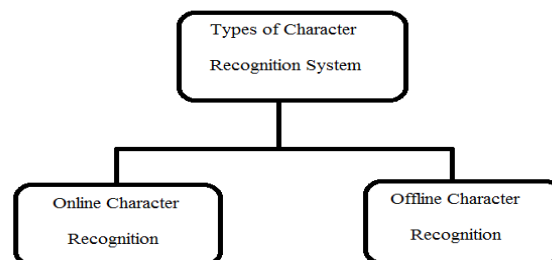 Types of Character
Recognition System
Online Character
Recognition
Offline Character
Recognition